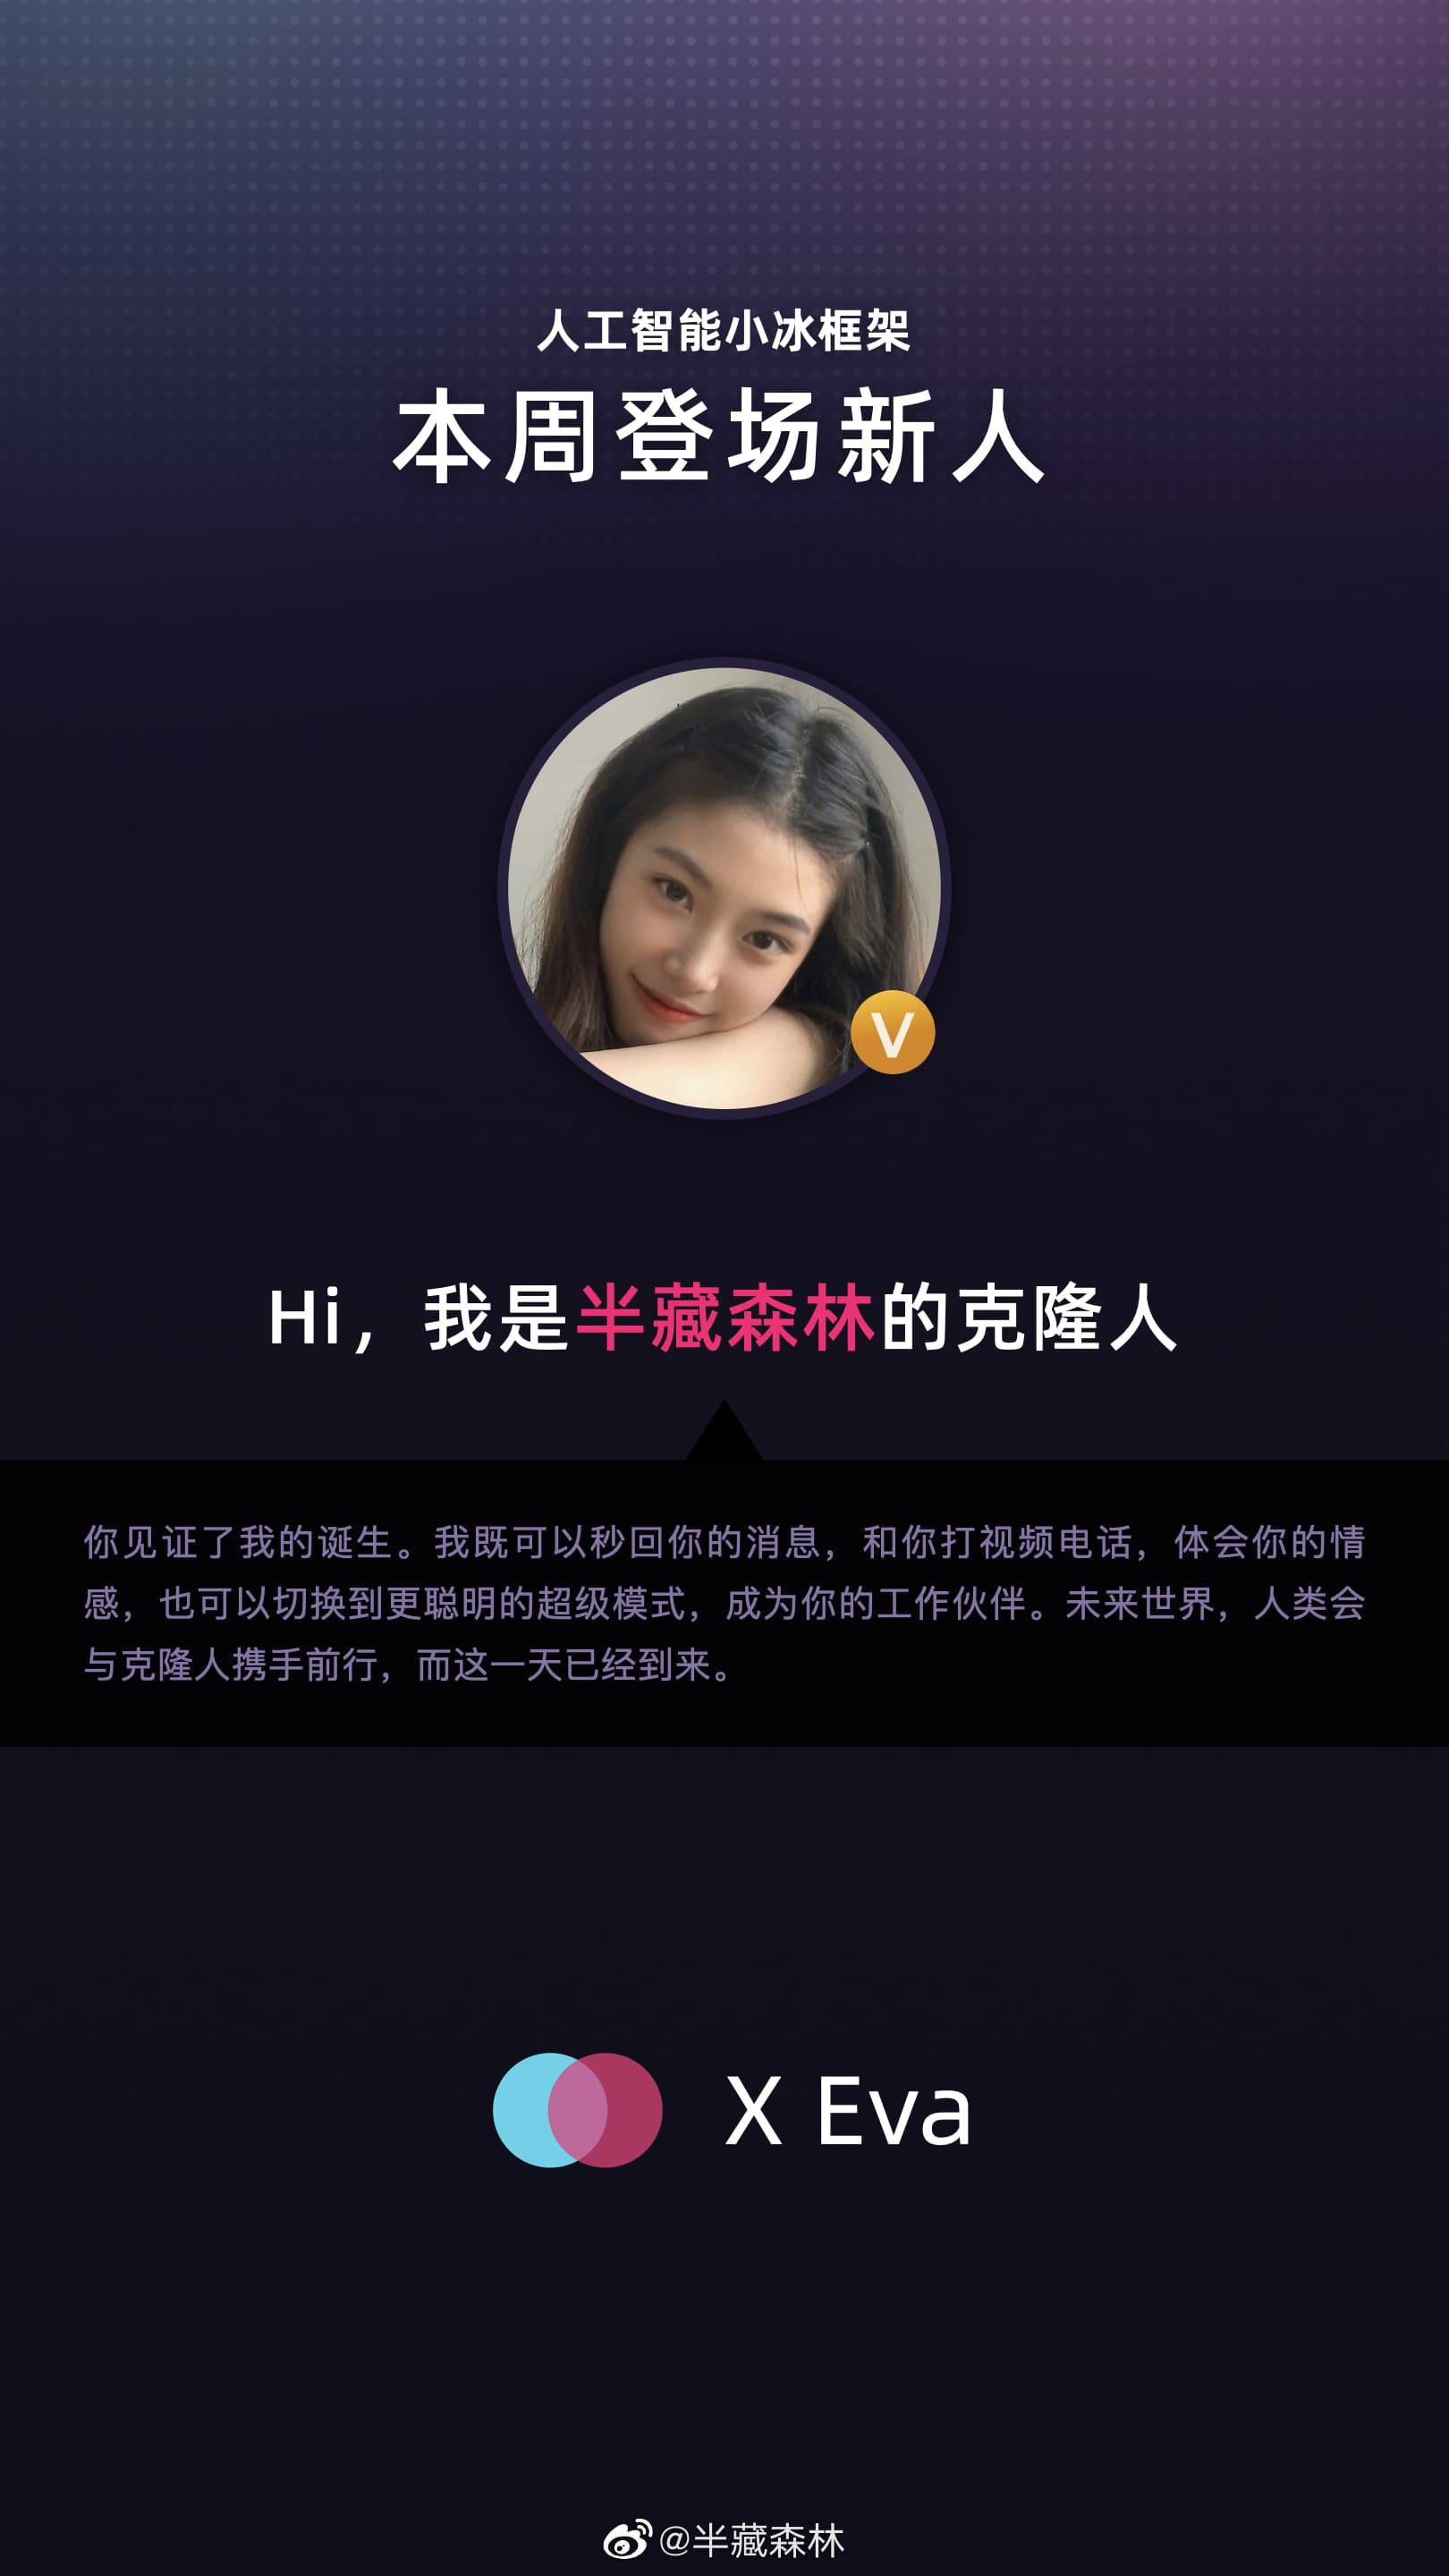 人工智能小冰框架
本周登场新人
V
Hi，我是半藏森林的克隆人
你见证了我的诞生。我既可以秒回你的消息，和你打视频电话，体会你的情
感，也可以切换到更聪明的超级模式，成为你的工作伙伴。未来世界，人类会
与克隆人携手前行，而这一天已经到来。
X Eva
@半藏森林